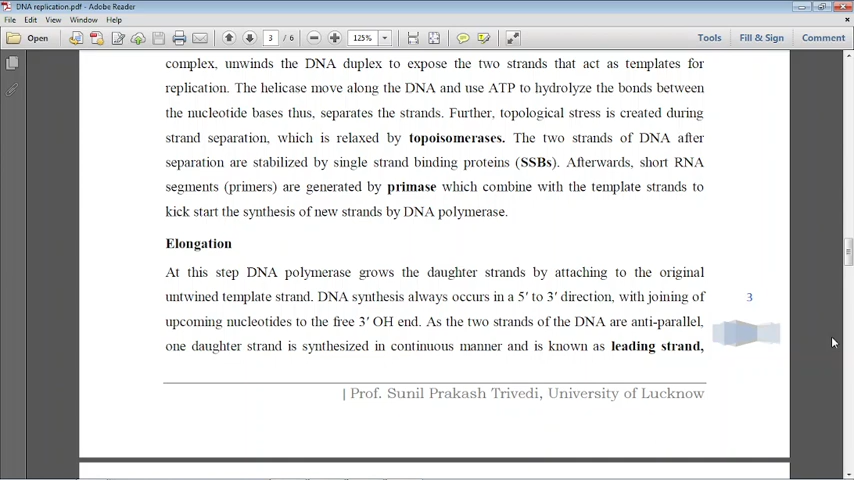 DNA replication.pdf - Adobe Reader
File Edit View Window Help
Open 3 / 6 125% Tools Fill & Sign Comment
complex, unwinds the DNA duplex to expose the two strands that act as templates for
replication. The helicase move along the DNA and use ATP to hydrolyze the bonds between
the nucleotide bases thus, separates the strands. Further, topological stress is created during
strand separation, which is relaxed by topoisomerases. The two strands of DNA after
separation are stabilized by single strand binding proteins (SSBs). Afterwards, short RNA
segments (primers) are generated by primase which combine with the template strands to
kick start the synthesis of new strands by DNA polymerase.
Elongation
At this step DNA polymerase grows the daughter strands by attaching to the original
untwined template strand. DNA synthesis always occurs in a 5′ to 3′ direction, with joining of
upcoming nucleotides to the free 3′ OH end. As the two strands of the DNA are anti-parallel,
one daughter strand is synthesized in continuous manner and is known as leading strand,
3
| Prof. Sunil Prakash Trivedi, University of Lucknow